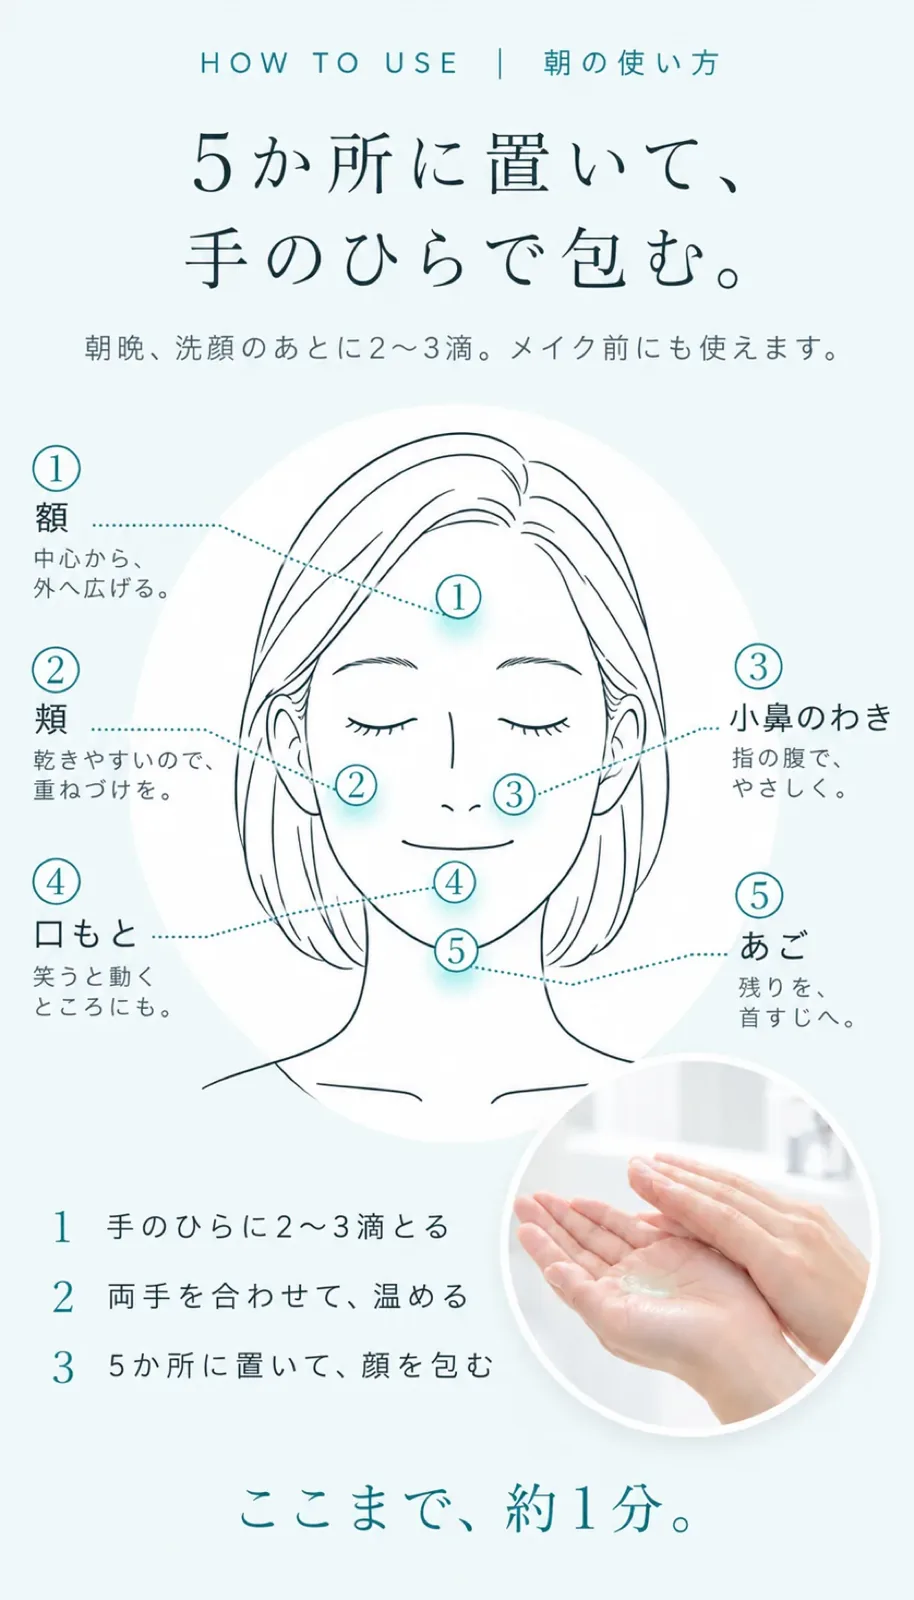 HOW TO USE | 朝の使い方
5か所に置いて、
手のひらで包む。
朝晩、洗顔のあとに2〜3滴。メイク前にも使えます。
①
額
中心から、
外へ広げる。
②
頬
乾きやすいので、
重ねづけを。
③
小鼻のわき
指の腹で、
やさしく。
④
口もと
笑うと動く
ところにも。
⑤
あご
残りを、
首すじへ。
①
②
③
④
⑤
1 手のひらに2〜3滴とる
2 両手を合わせて、温める
3 5か所に置いて、顔を包む
ここまで、約1分。